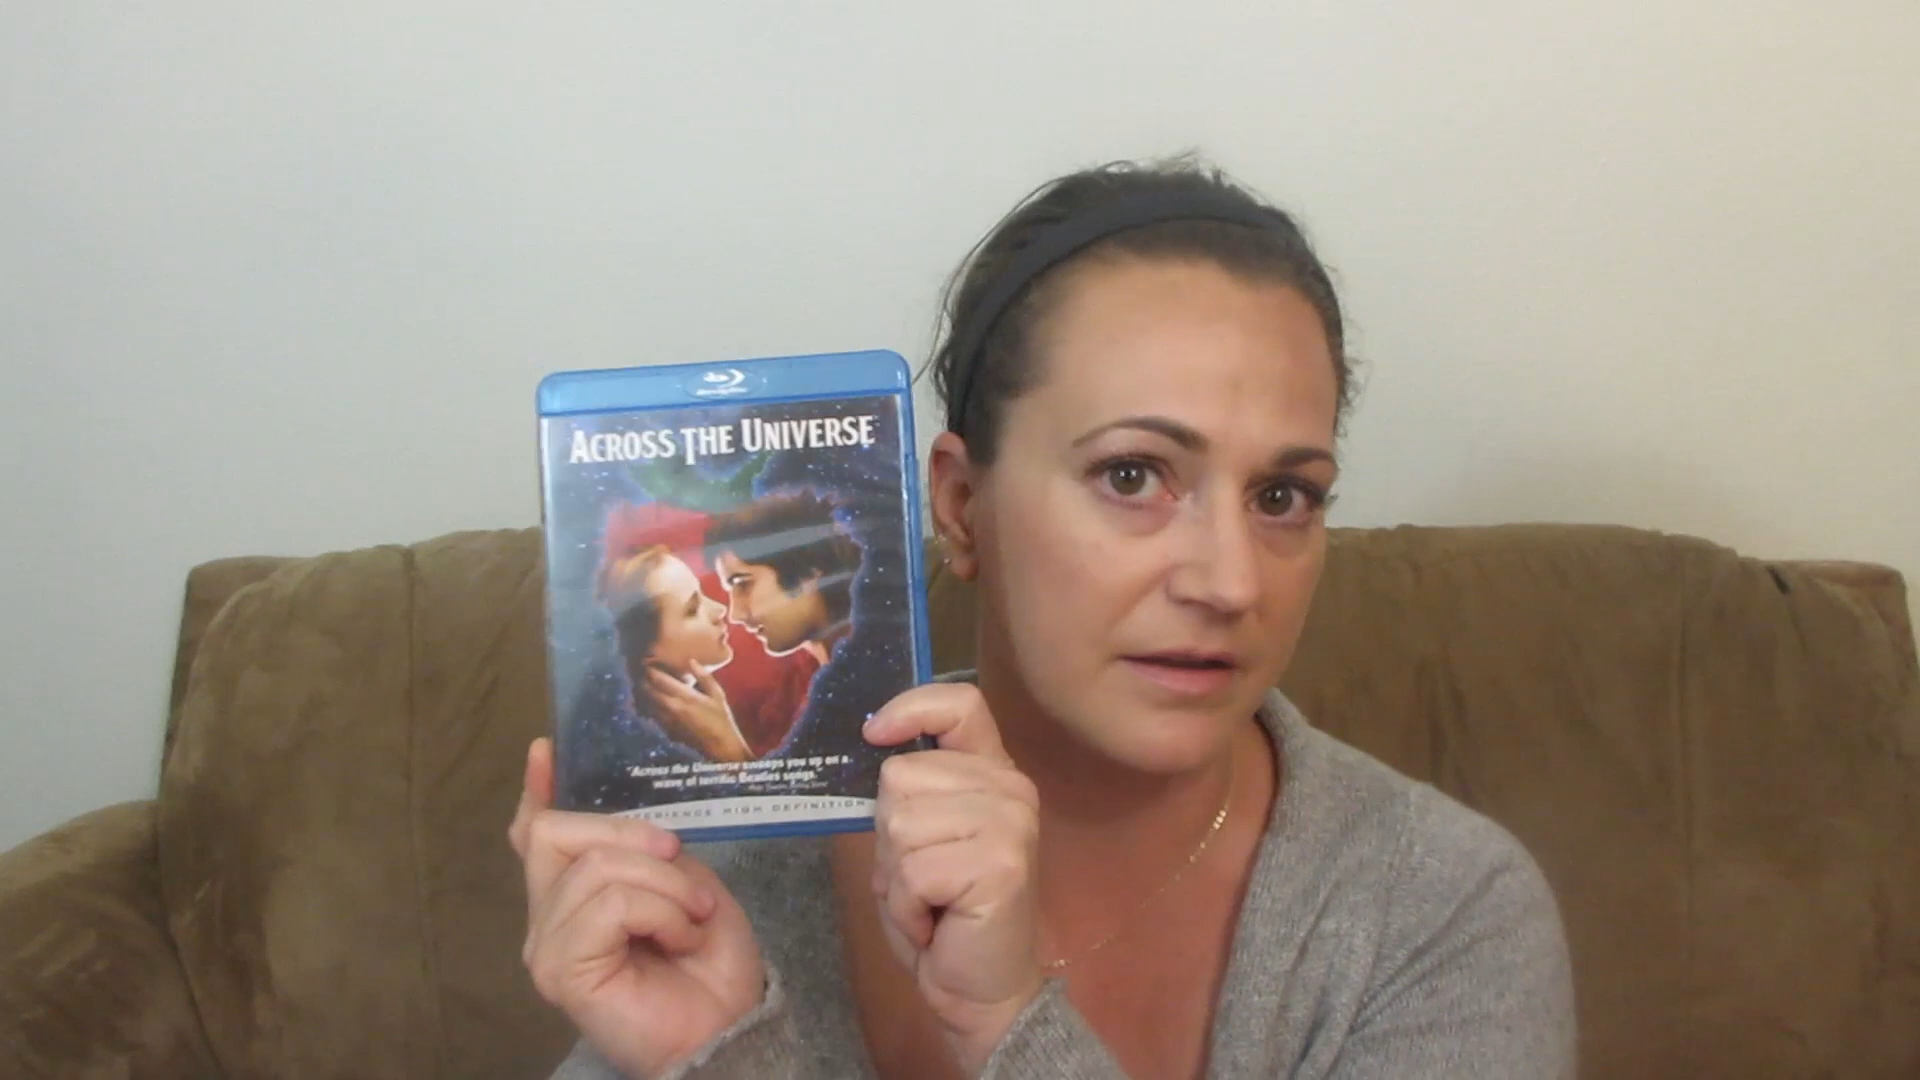 ACROSS THE UNIVERSE
"Across the Universe sweeps you up on a
wave of terrific Beatles songs."
EXPERIENCE HIGH DEFINITION